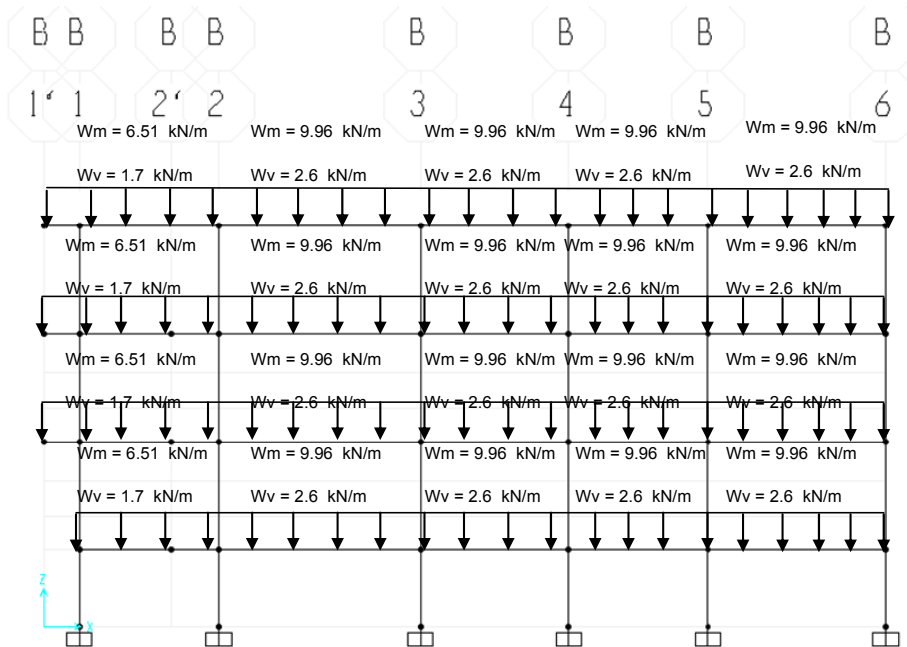 B B B B B B B B
1' 1 2' 2 3 4 5 6
Wm = 6.51 kN/m Wm = 9.96 kN/m Wm = 9.96 kN/m Wm = 9.96 kN/m Wm = 9.96 kN/m
Wv = 1.7 kN/m Wv = 2.6 kN/m Wv = 2.6 kN/m Wv = 2.6 kN/m Wv = 2.6 kN/m
Wm = 6.51 kN/m Wm = 9.96 kN/m Wm = 9.96 kN/m Wm = 9.96 kN/m Wm = 9.96 kN/m
Wv = 1.7 kN/m Wv = 2.6 kN/m Wv = 2.6 kN/m Wv = 2.6 kN/m Wv = 2.6 kN/m
Wm = 6.51 kN/m Wm = 9.96 kN/m Wm = 9.96 kN/m Wm = 9.96 kN/m Wm = 9.96 kN/m
Wv = 1.7 kN/m Wv = 2.6 kN/m Wv = 2.6 kN/m Wv = 2.6 kN/m Wv = 2.6 kN/m
Wm = 6.51 kN/m Wm = 9.96 kN/m Wm = 9.96 kN/m Wm = 9.96 kN/m Wm = 9.96 kN/m
Wv = 1.7 kN/m Wv = 2.6 kN/m Wv = 2.6 kN/m Wv = 2.6 kN/m Wv = 2.6 kN/m
Z
X